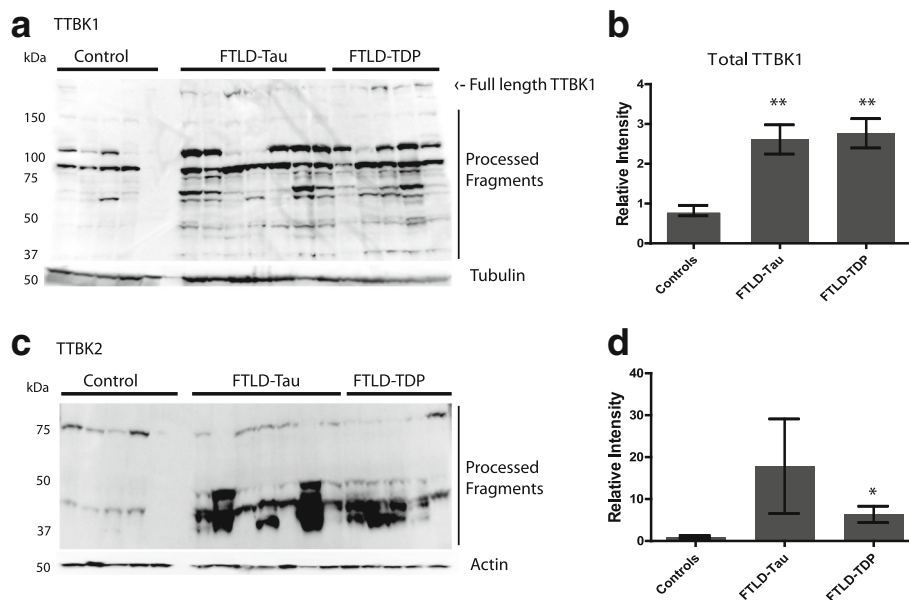 a
TTBK1
kDa
Control
FTLD-Tau
FTLD-TDP
‹- Full length TTBK1
150
100
75
50
37
Processed
Fragments
50
Tubulin
b
Total TTBK1
Relative Intensity
4
3
2
1
0
**
**
Controls
FTLD-Tau
FTLD-TDP
c
TTBK2
kDa
Control
FTLD-Tau
FTLD-TDP
75
50
37
Processed
Fragments
50
Actin
d
Relative Intensity
40
30
20
10
0
*
Controls
FTLD-Tau
FTLD-TDP